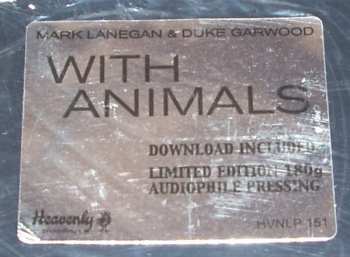 MARK LANEGAN & DUKE GARWOOD
WITH
ANIMALS
DOWNLOAD INCLUDED
LIMITED EDITION 180g
AUDIOPHILE PRESSING
Heavenly
HVNLP 151